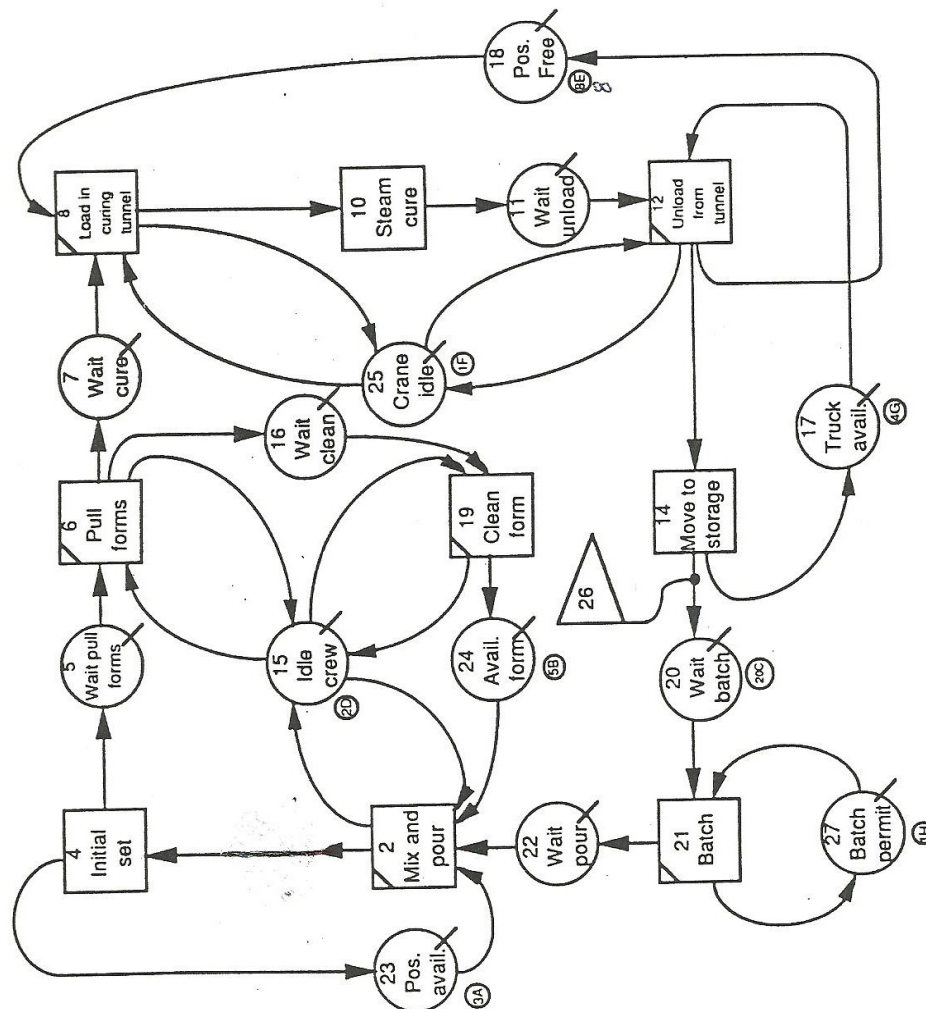 4
Initial
set
5
Wait pull
forms
6
Pull
forms
7
Wait
cure
8
Load in
curing
tunnel
23
Pos.
avail.
3A
2
Mix and
pour
15
Idle
crew
2D
16
Wait
clean
25
Crane
idle
1F
10
Steam
cure
18
Pos.
Free
8E
8
22
Wait
pour
24
Avail.
form
5B
19
Clean
form
11
Wait
unload
21
Batch
20
Wait
batch
20C
26
14
Move to
storage
12
Unload
from
tunnel
27
Batch
permit
1H
17
Truck
avail.
4G